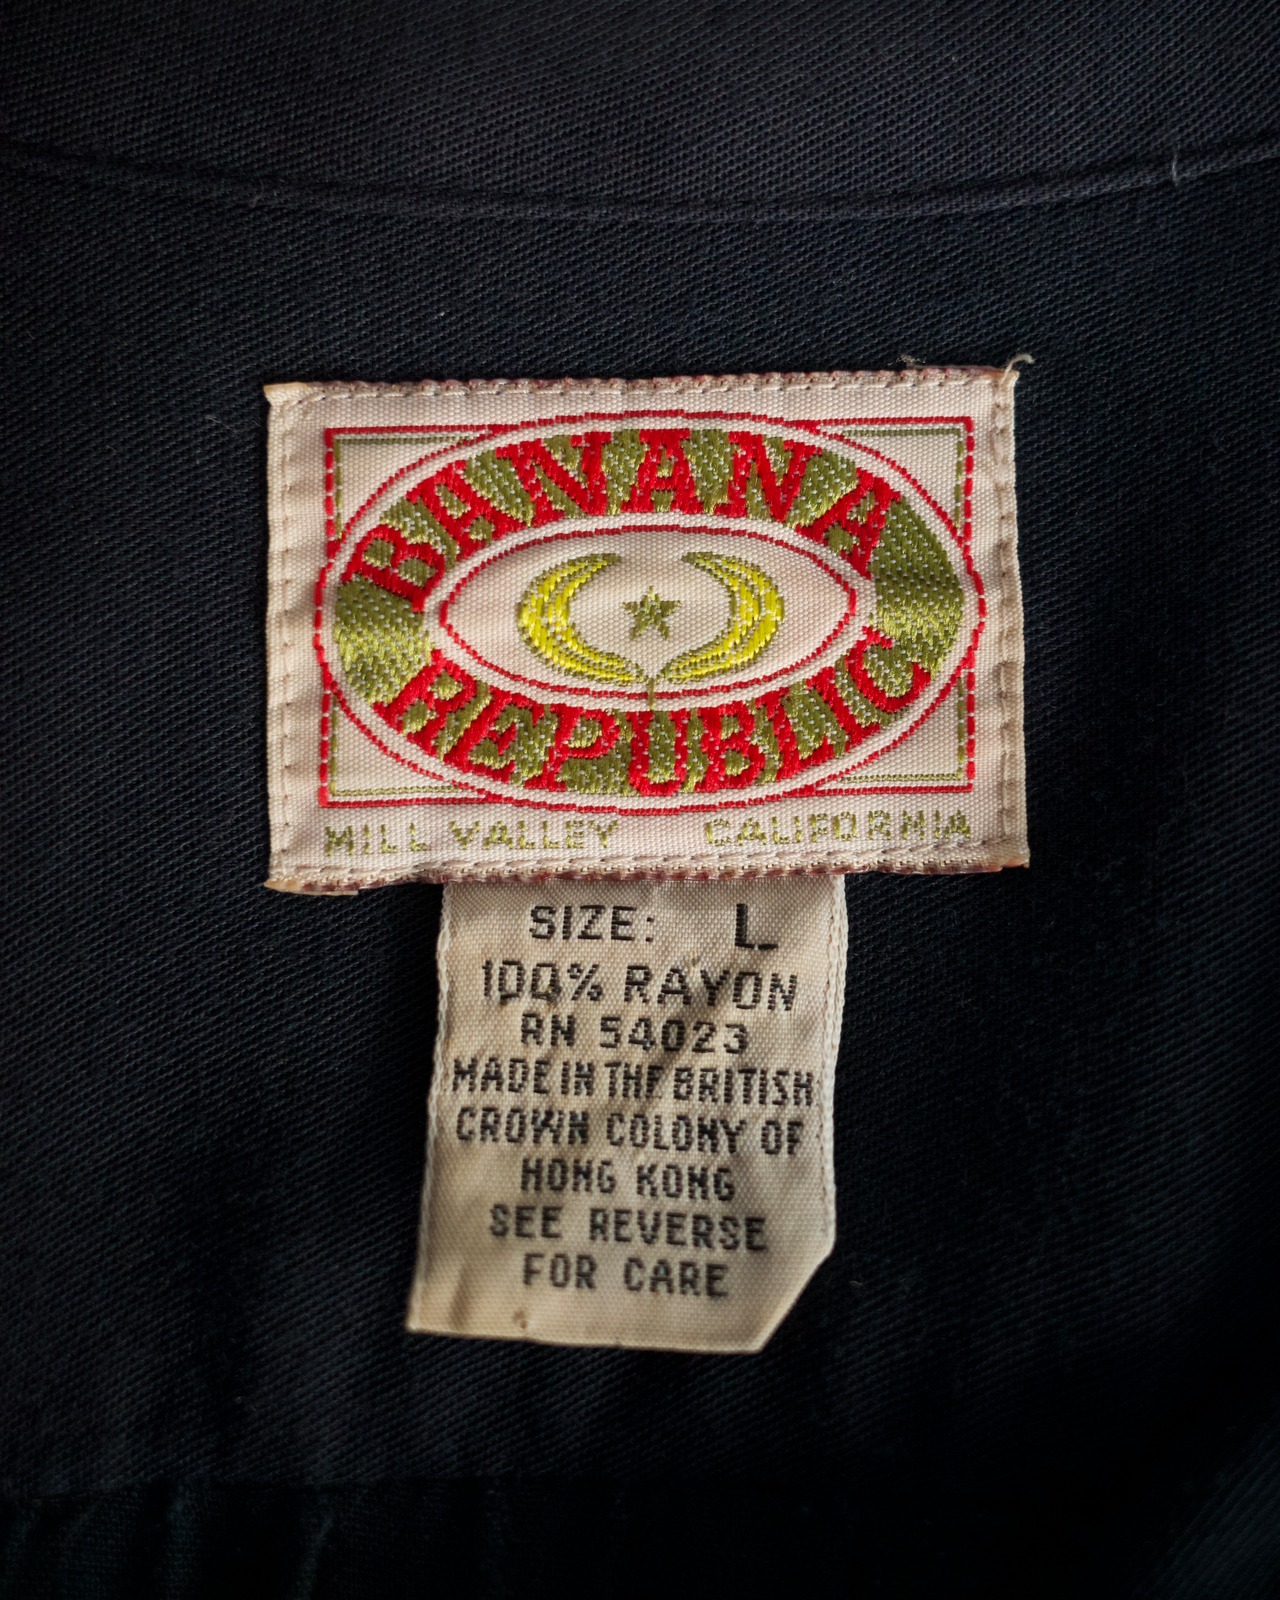 BANANA
REPUBLIC
MILL VALLEY CALIFORNIA
SIZE: L
100% RAYON
RN 54023
MADE IN THE BRITISH
CROWN COLONY OF
HONG KONG
SEE REVERSE
FOR CARE